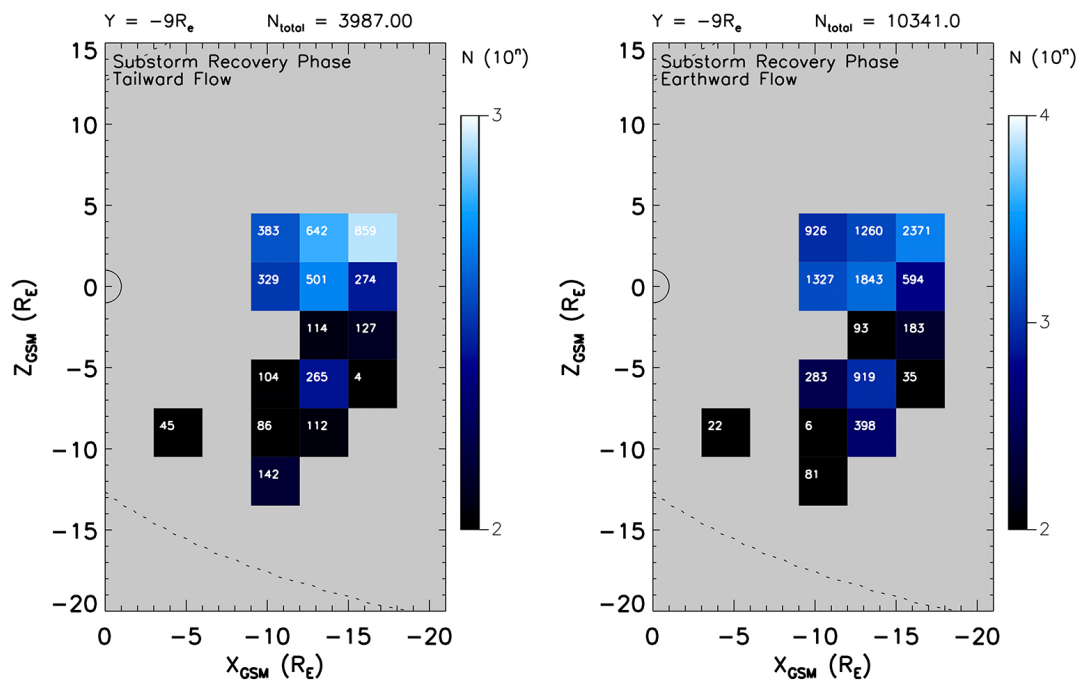 Y = −9Rₑ N_total = 3987.00
Substorm Recovery Phase
Tailward Flow
N (10ⁿ)
3
2
15
10
5
0
−5
−10
−15
−20
Z_GSM (R_E)
383 642 859
329 501 274
114 127
104 265 4
45 86 112
142
0 −5 −10 −15 −20
X_GSM (R_E)
Y = −9Rₑ N_total = 10341.0
Substorm Recovery Phase
Earthward Flow
N (10ⁿ)
4
3
2
15
10
5
0
−5
−10
−15
−20
Z_GSM (R_E)
926 1260 2371
1327 1843 594
93 183
283 919 35
22 6 398
81
0 −5 −10 −15 −20
X_GSM (R_E)